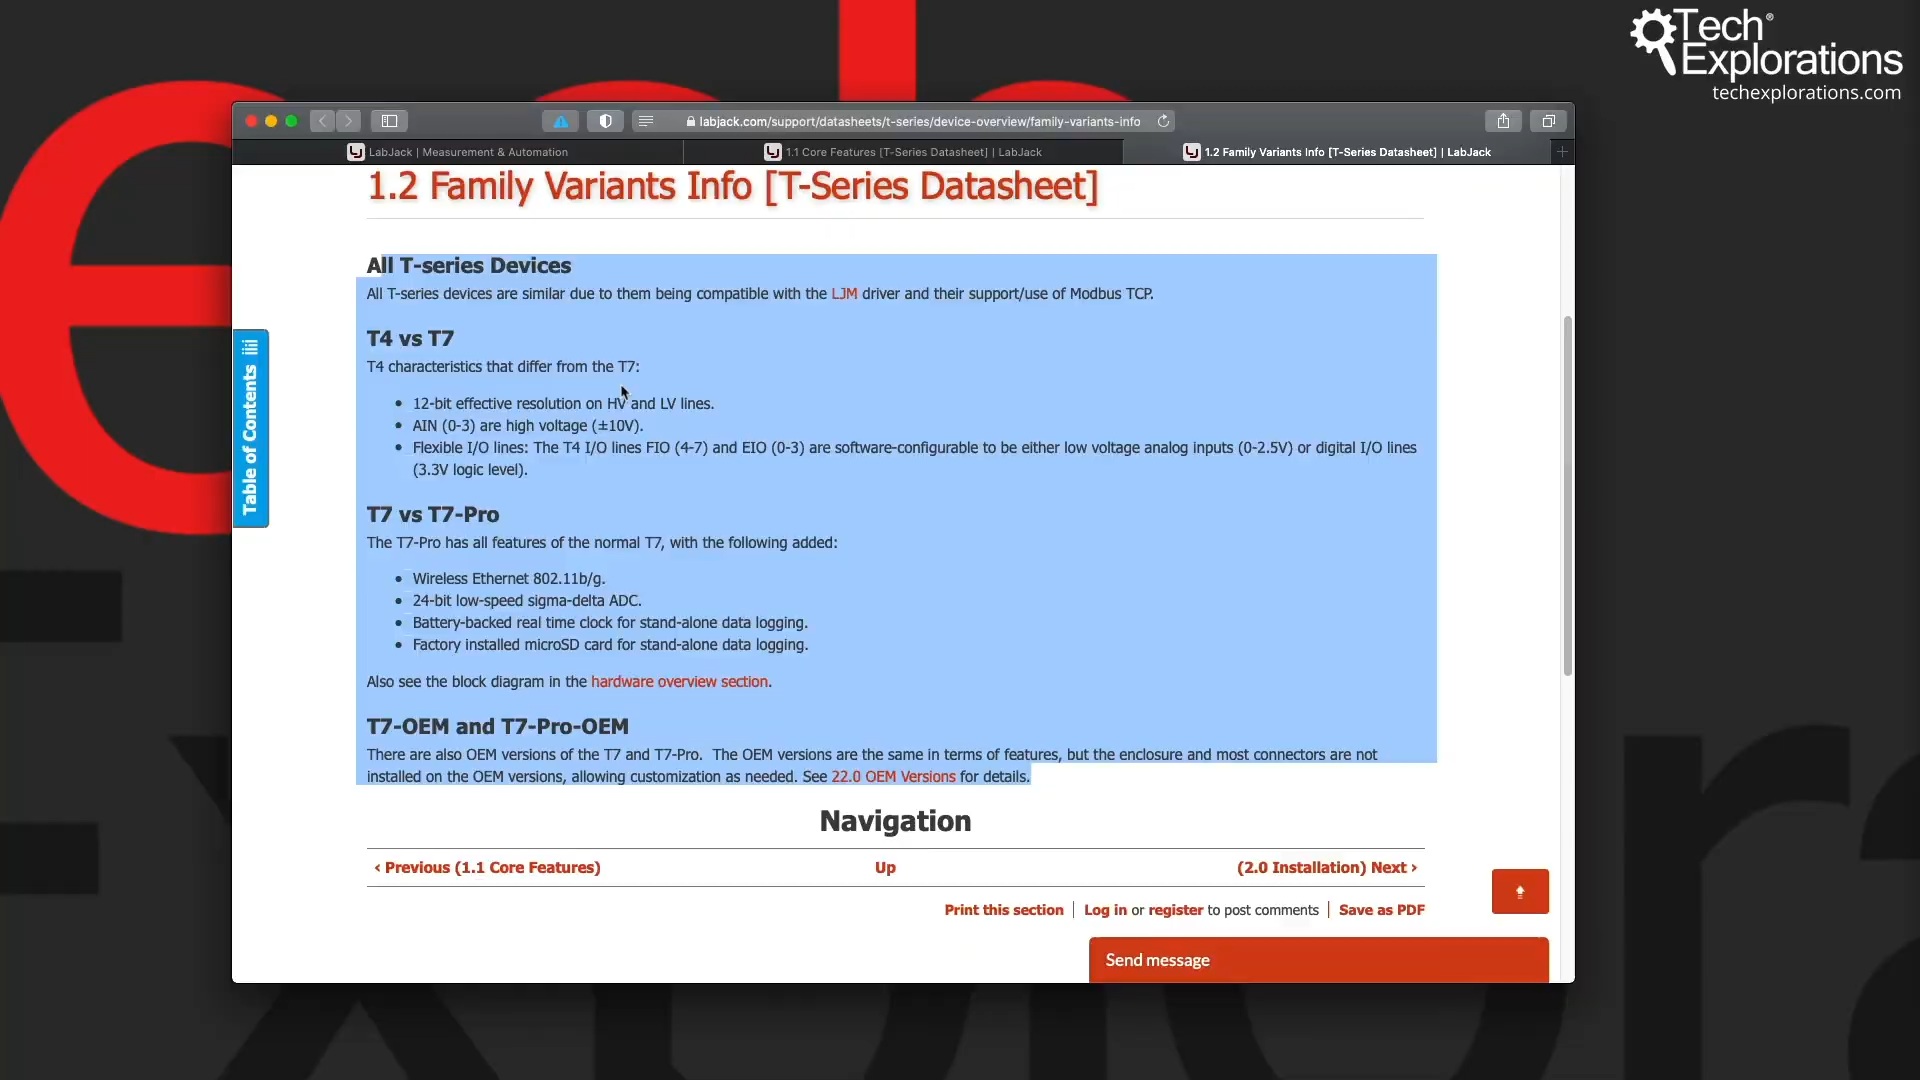 Tech®
Explorations
techexplorations.com
labjack.com/support/datasheets/t-series/device-overview/family-variants-info
LabJack | Measurement & Automation
1.1 Core Features [T-Series Datasheet] | LabJack
1.2 Family Variants Info [T-Series Datasheet] | LabJack
1.2 Family Variants Info [T-Series Datasheet]
All T-series Devices
All T-series devices are similar due to them being compatible with the LJM driver and their support/use of Modbus TCP.
T4 vs T7
T4 characteristics that differ from the T7:
12-bit effective resolution on HV and LV lines.
AIN (0-3) are high voltage (±10V).
Flexible I/O lines: The T4 I/O lines FIO (4-7) and EIO (0-3) are software-configurable to be either low voltage analog inputs (0-2.5V) or digital I/O lines
(3.3V logic level).
Table of Contents
T7 vs T7-Pro
The T7-Pro has all features of the normal T7, with the following added:
Wireless Ethernet 802.11b/g.
24-bit low-speed sigma-delta ADC.
Battery-backed real time clock for stand-alone data logging.
Factory installed microSD card for stand-alone data logging.
Also see the block diagram in the hardware overview section.
T7-OEM and T7-Pro-OEM
There are also OEM versions of the T7 and T7-Pro. The OEM versions are the same in terms of features, but the enclosure and most connectors are not
installed on the OEM versions, allowing customization as needed. See 22.0 OEM Versions for details.
Navigation
‹ Previous (1.1 Core Features)
Up
(2.0 Installation) Next ›
Print this section
Log in or register to post comments
Save as PDF
Send message